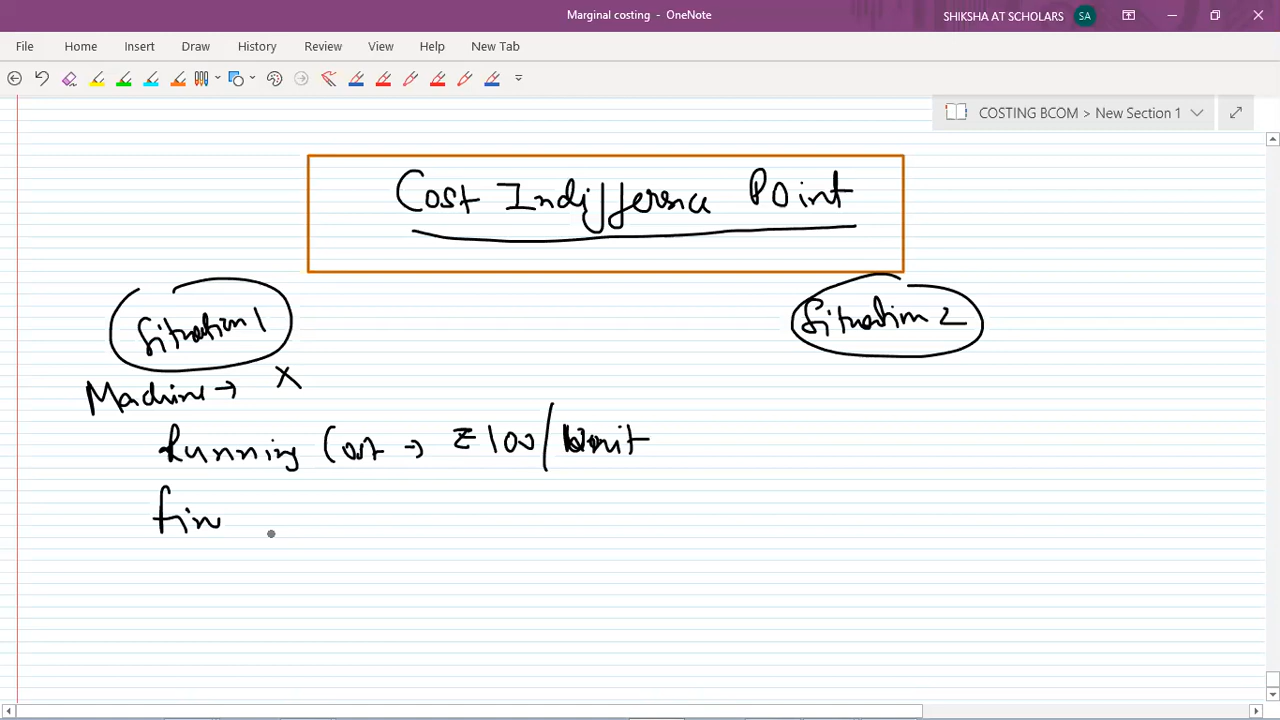 Marginal costing - OneNote
SHIKSHA AT SCHOLARS SA
File Home Insert Draw History Review View Help New Tab
COSTING BCOM > New Section 1
Cost Indifference Point
Situation 1
Situation 2
Machine → X
Running Cost → ₹100/Unit